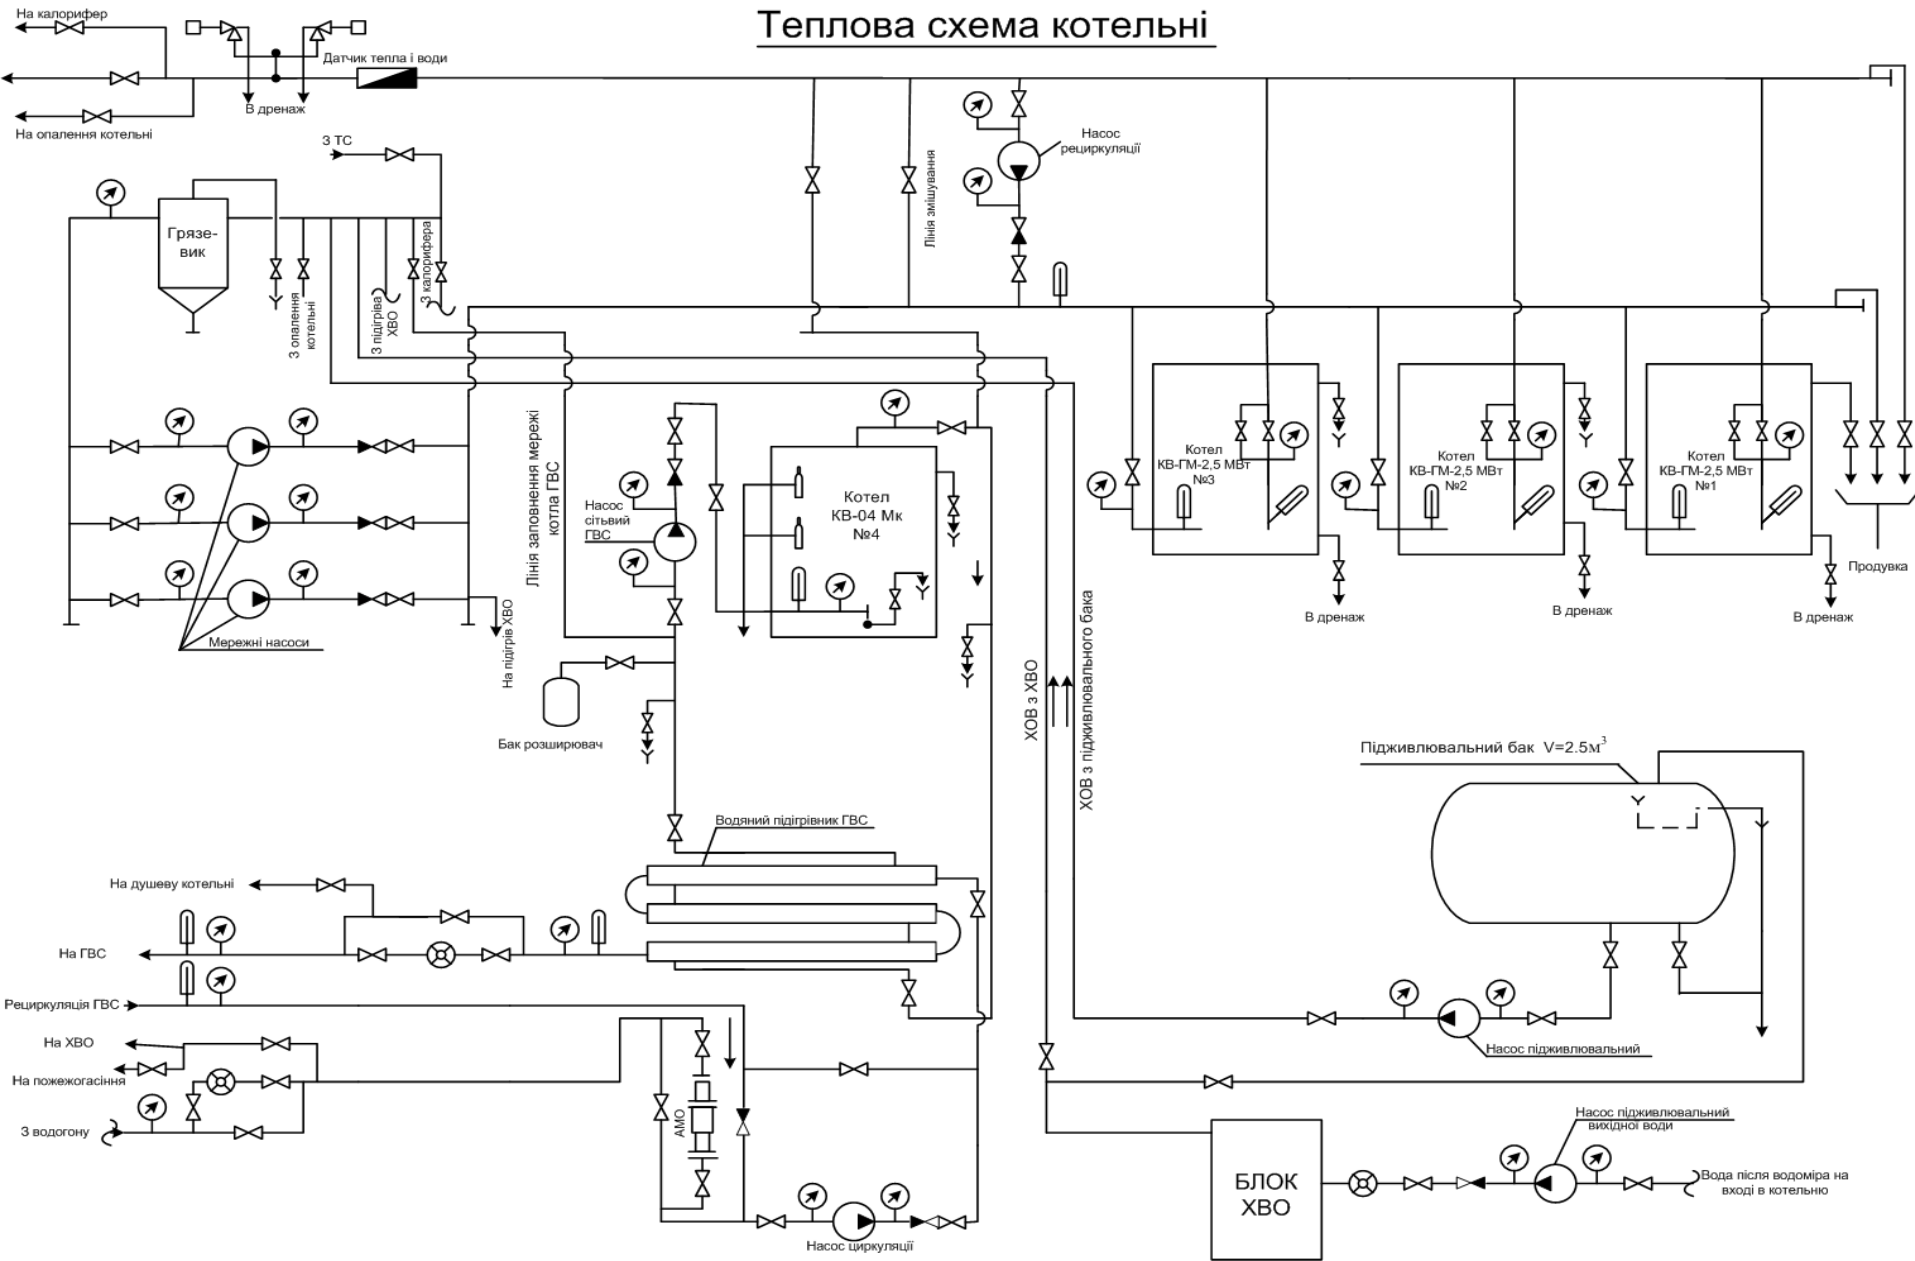 Теплова схема котельні
На калорифер
Датчик тепла і води
В дренаж
На опалення котельні
З ТС
Насос
рециркуляції
Лінія змішування
Грязе-
вик
З опалення
котельні
З підігріва
ХВО
З калорифера
Лінія заповнення мережі
котла ГВС
Насос
сітьвий
ГВС
Котел
КВ-04 Мк
№4
Котел
КВ-ГМ-2,5 МВт
№3
Котел
КВ-ГМ-2,5 МВт
№2
Котел
КВ-ГМ-2,5 МВт
№1
Продувка
В дренаж
В дренаж
В дренаж
Мережні насоси
На підігрів ХВО
Бак розширювач
ХОВ з ХВО
ХОВ з підживлювального бака
Підживлювальний бак V=2.5м³
Водяний підігрівник ГВС
На душеву котельні
На ГВС
Рециркуляція ГВС
На ХВО
На пожежогасіння
З водогону
АМО
Насос циркуляції
Насос підживлювальний
Насос підживлювальний
вихідної води
БЛОК
ХВО
Вода після водоміра на
вході в котельню